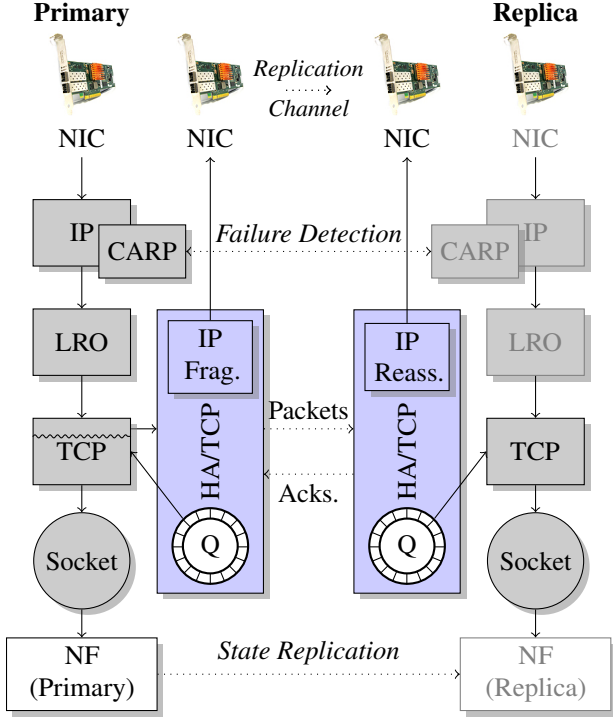 Primary
Replica
Replication
Channel
NIC
NIC
NIC
NIC
IP
CARP
Failure Detection
CARP
IP
LRO
IP
Frag.
IP
Reass.
LRO
TCP
HA/TCP
Packets
Acks.
HA/TCP
TCP
Socket
Q
Q
Socket
NF
(Primary)
State Replication
NF
(Replica)